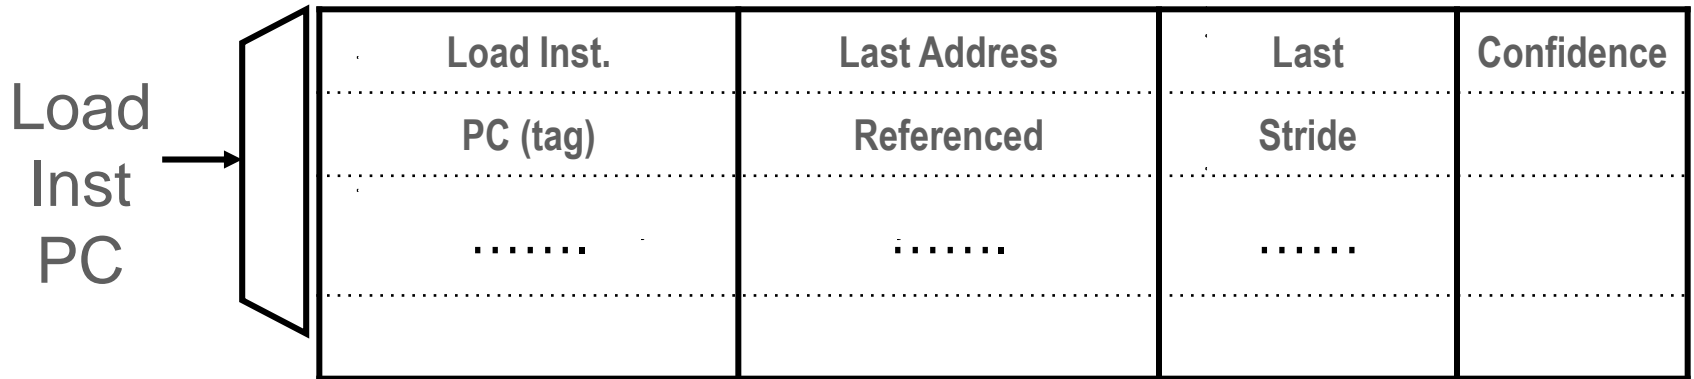 Load
Inst
PC
Load Inst. Last Address Last Confidence
PC (tag) Referenced Stride
....... ....... ......